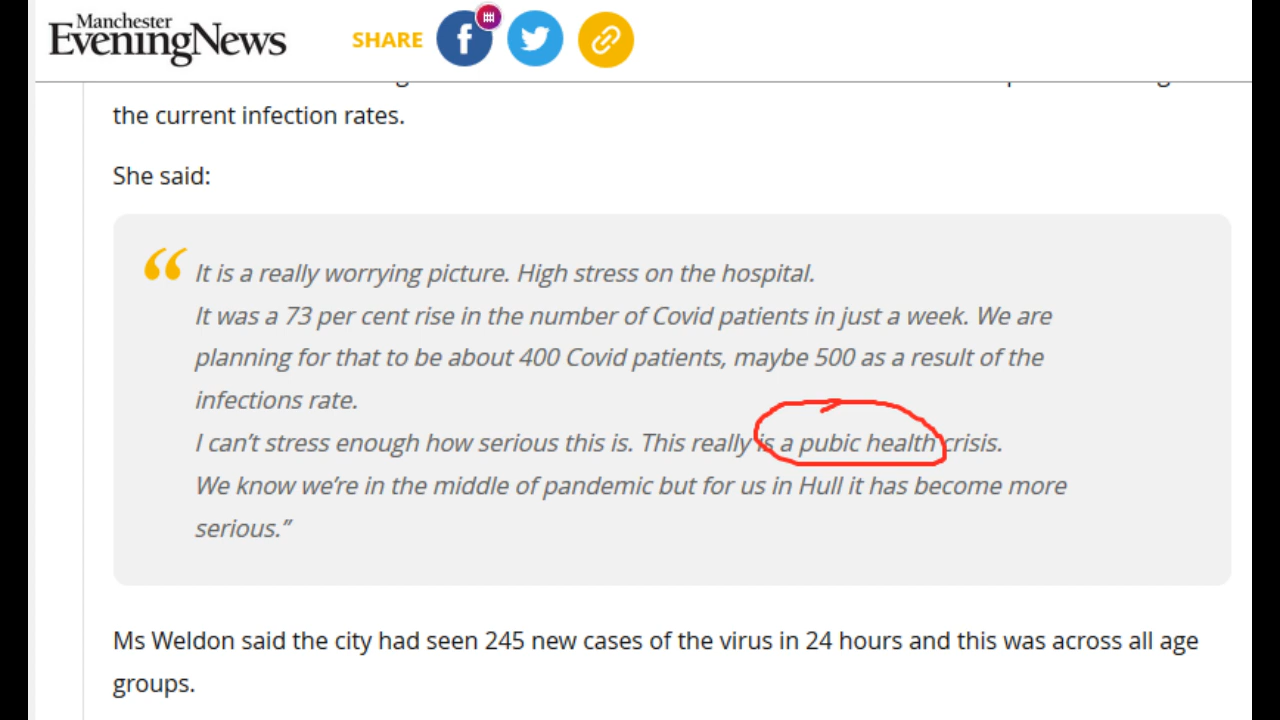 Manchester
EveningNews
SHARE
the current infection rates.
She said:
“ It is a really worrying picture. High stress on the hospital.
It was a 73 per cent rise in the number of Covid patients in just a week. We are
planning for that to be about 400 Covid patients, maybe 500 as a result of the
infections rate.
I can’t stress enough how serious this is. This really is a pubic health crisis.
We know we’re in the middle of pandemic but for us in Hull it has become more
serious.”
Ms Weldon said the city had seen 245 new cases of the virus in 24 hours and this was across all age
groups.